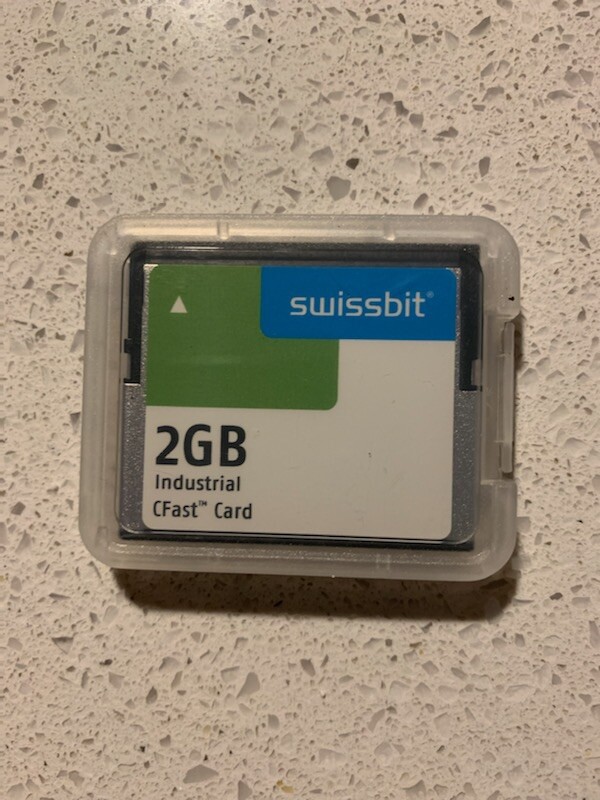 swissbit®
2GB
Industrial
CFast™ Card